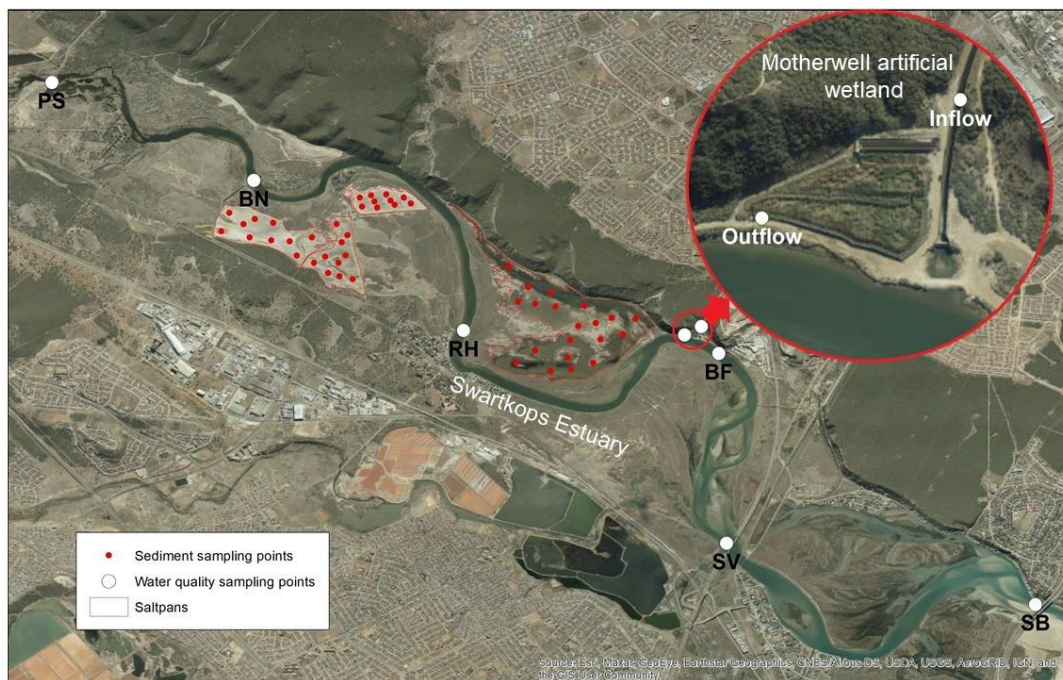 Motherwell artificial
wetland
Inflow
Outflow
PS
BN
RH
BF
Swartkops Estuary
SV
SB
Sediment sampling points
Water quality sampling points
Saltpans
Source: Esri, Maxar, GeoEye, Earthstar Geographics, CNES/Airbus DS, USDA, USGS, AeroGRID, IGN, and
the GIS User Community